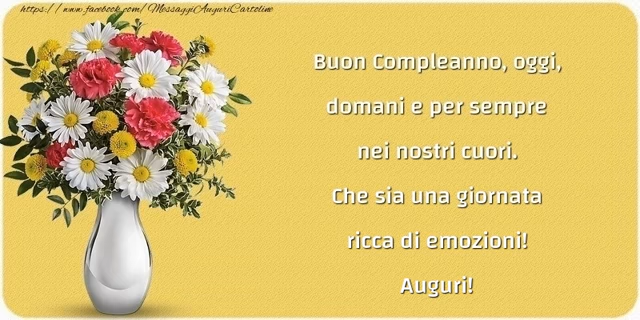 https://www.facebook.com/MessaggiAuguriCartoline
Buon Compleanno, oggi,
domani e per sempre
nei nostri cuori.
Che sia una giornata
ricca di emozioni!
Auguri!